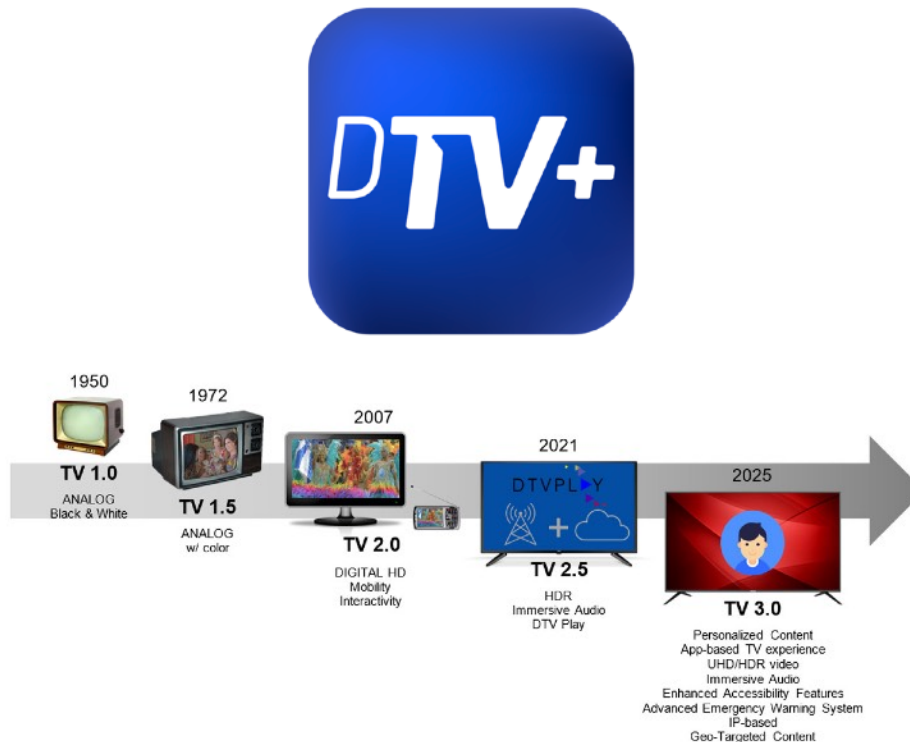 DTV+
1950
TV 1.0
ANALOG
Black & White
1972
TV 1.5
ANALOG
w/ color
2007
TV 2.0
DIGITAL HD
Mobility
Interactivity
2021
DTVPL▶Y
+
TV 2.5
HDR
Immersive Audio
DTV Play
2025
TV 3.0
Personalized Content
App-based TV experience
UHD/HDR video
Immersive Audio
Enhanced Accessibility Features
Advanced Emergency Warning System
IP-based
Geo-Targeted Content